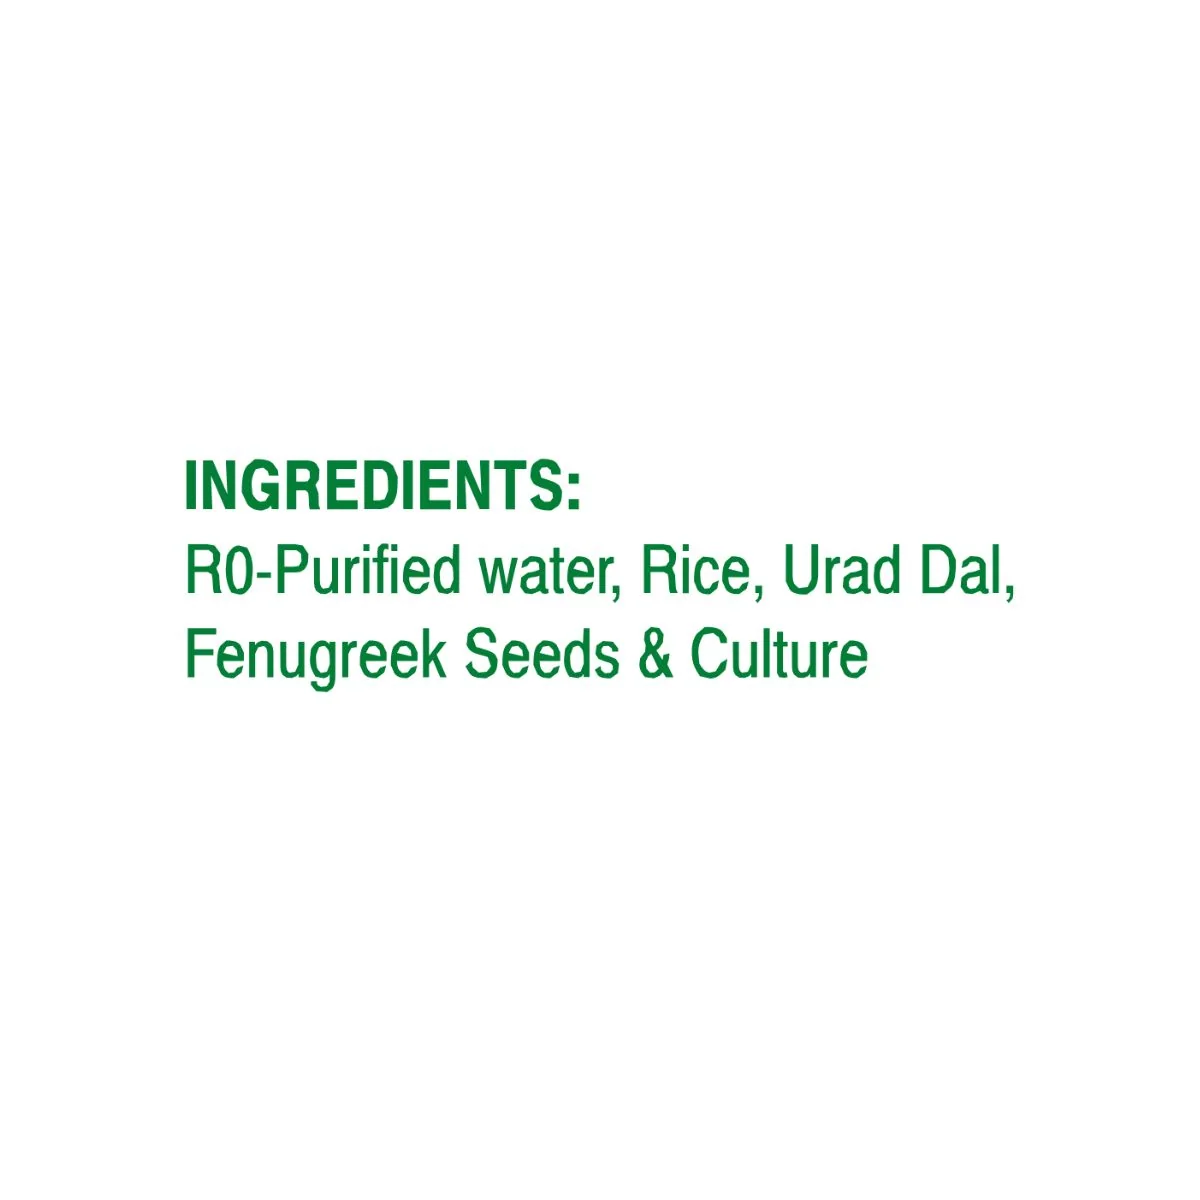 INGREDIENTS:
R0-Purified water, Rice, Urad Dal,
Fenugreek Seeds & Culture